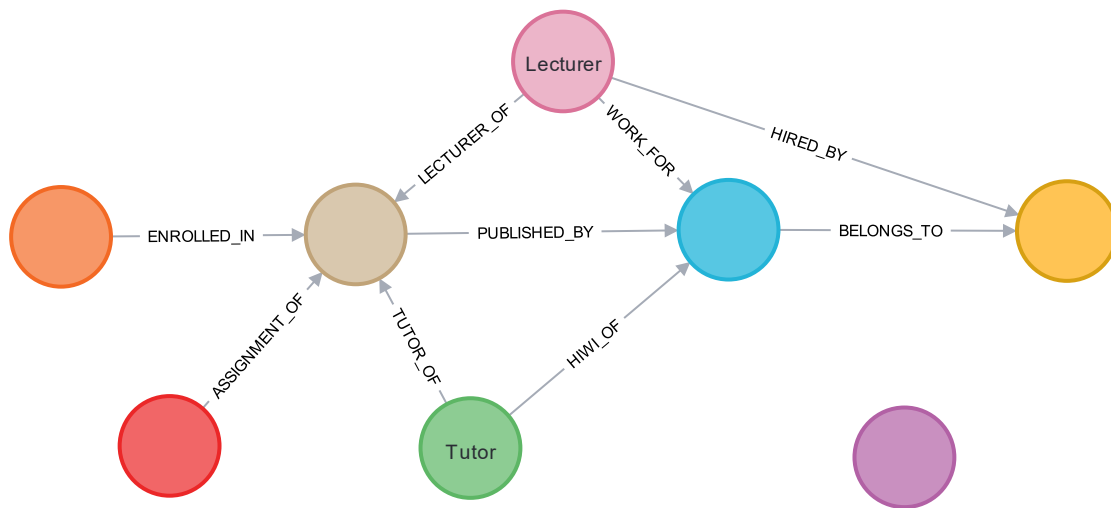 Lecturer
LECTURER_OF
WORK_FOR
HIRED_BY
ENROLLED_IN
PUBLISHED_BY
BELONGS_TO
ASSIGNMENT_OF
TUTOR_OF
HIWI_OF
Tutor